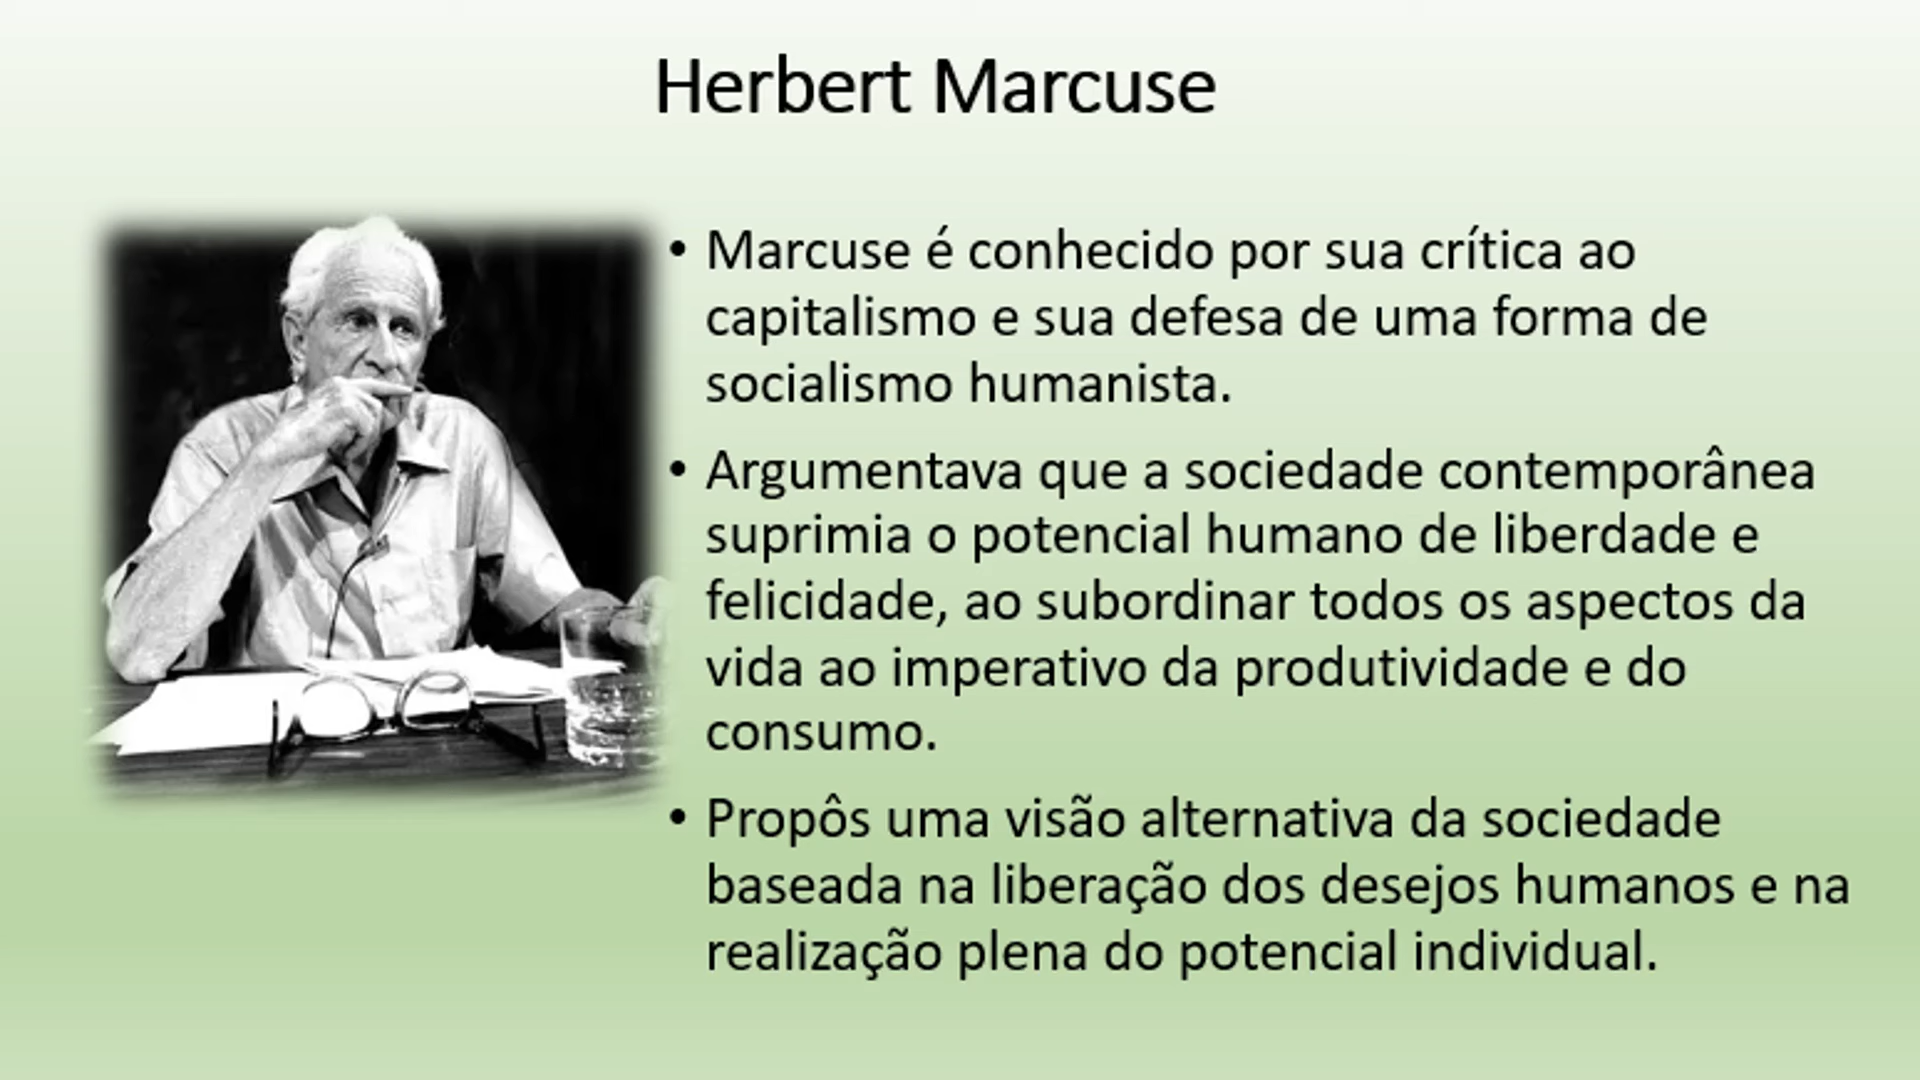 Herbert Marcuse
• Marcuse é conhecido por sua crítica ao
capitalismo e sua defesa de uma forma de
socialismo humanista.
• Argumentava que a sociedade contemporânea
suprimia o potencial humano de liberdade e
felicidade, ao subordinar todos os aspectos da
vida ao imperativo da produtividade e do
consumo.
• Propôs uma visão alternativa da sociedade
baseada na liberação dos desejos humanos e na
realização plena do potencial individual.